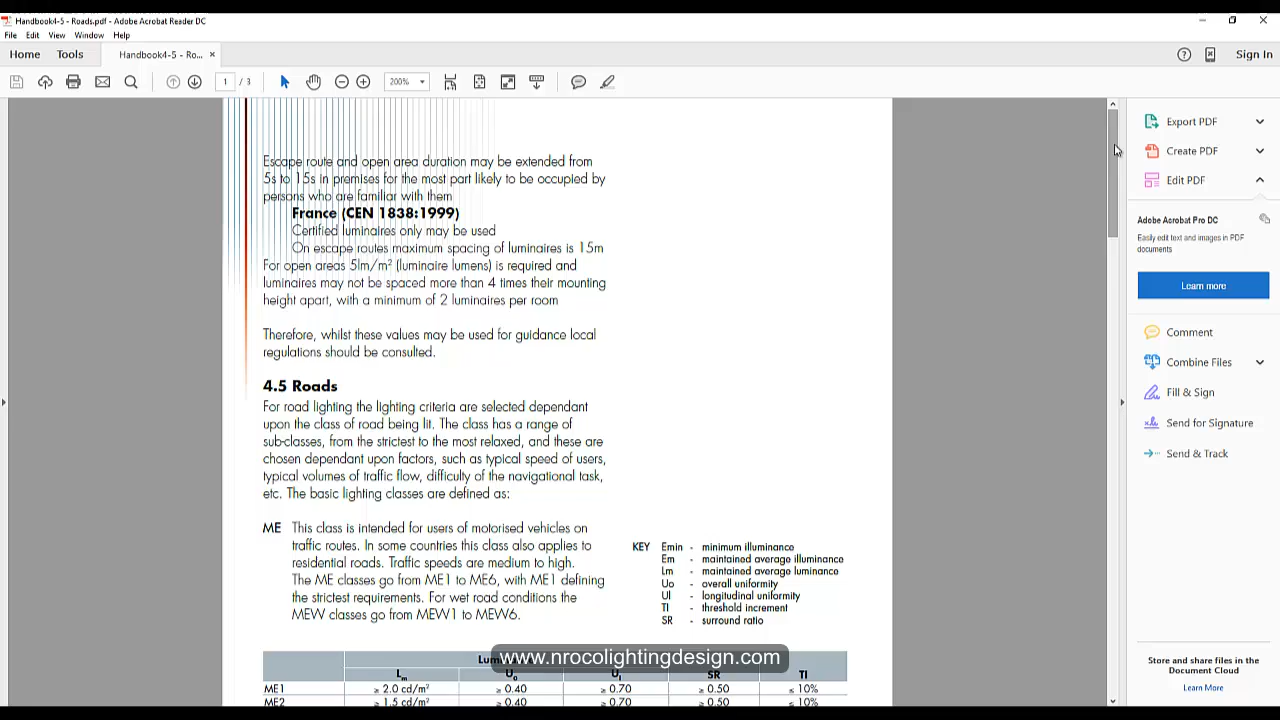 Handbook4-5 - Roads.pdf - Adobe Acrobat Reader DC
File Edit View Window Help
Home Tools Handbook4-5 - Ro... × Sign In
1 / 3 200%
Escape route and open area duration may be extended from
5s to 15s in premises for the most part likely to be occupied by
persons who are familiar with them
France (CEN 1838:1999)
Certified luminaires only may be used
On escape routes maximum spacing of luminaires is 15m
For open areas 5lm/m² (luminaire lumens) is required and
luminaires may not be spaced more than 4 times their mounting
height apart, with a minimum of 2 luminaires per room
Therefore, whilst these values may be used for guidance local
regulations should be consulted.
4.5 Roads
For road lighting the lighting criteria are selected dependant
upon the class of road being lit. The class has a range of
sub-classes, from the strictest to the most relaxed, and these are
chosen dependant upon factors, such as typical speed of users,
typical volumes of traffic flow, difficulty of the navigational task,
etc. The basic lighting classes are defined as:
ME This class is intended for users of motorised vehicles on
traffic routes. In some countries this class also applies to
residential roads. Traffic speeds are medium to high.
The ME classes go from ME1 to ME6, with ME1 defining
the strictest requirements. For wet road conditions the
MEW classes go from MEW1 to MEW6.
KEY Emin - minimum illuminance
Em - maintained average illuminance
Lm - maintained average luminance
Uo - overall uniformity
Ul - longitudinal uniformity
TI - threshold increment
SR - surround ratio
www.nrocolightingdesign.com
Lm Uo Ul SR TI
ME1 ≥ 2.0 cd/m² ≥ 0.40 ≥ 0.70 ≥ 0.50 ≤ 10%
ME2 ≥ 1.5 cd/m² ≥ 0.40 ≥ 0.70 ≥ 0.50 ≤ 10%
Export PDF
Create PDF
Edit PDF
Adobe Acrobat Pro DC
Easily edit text and images in PDF
documents
Learn more
Comment
Combine Files
Fill & Sign
Send for Signature
Send & Track
Store and share files in the
Document Cloud
Learn More